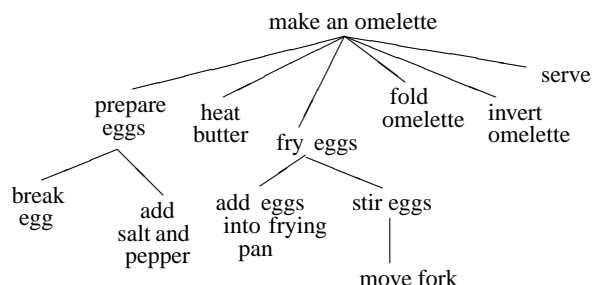 make an omelette
prepare
eggs
heat
butter
fry eggs
fold
omelette
invert
omelette
serve
break
egg
add
salt and
pepper
add eggs
into frying
pan
stir eggs
move fork